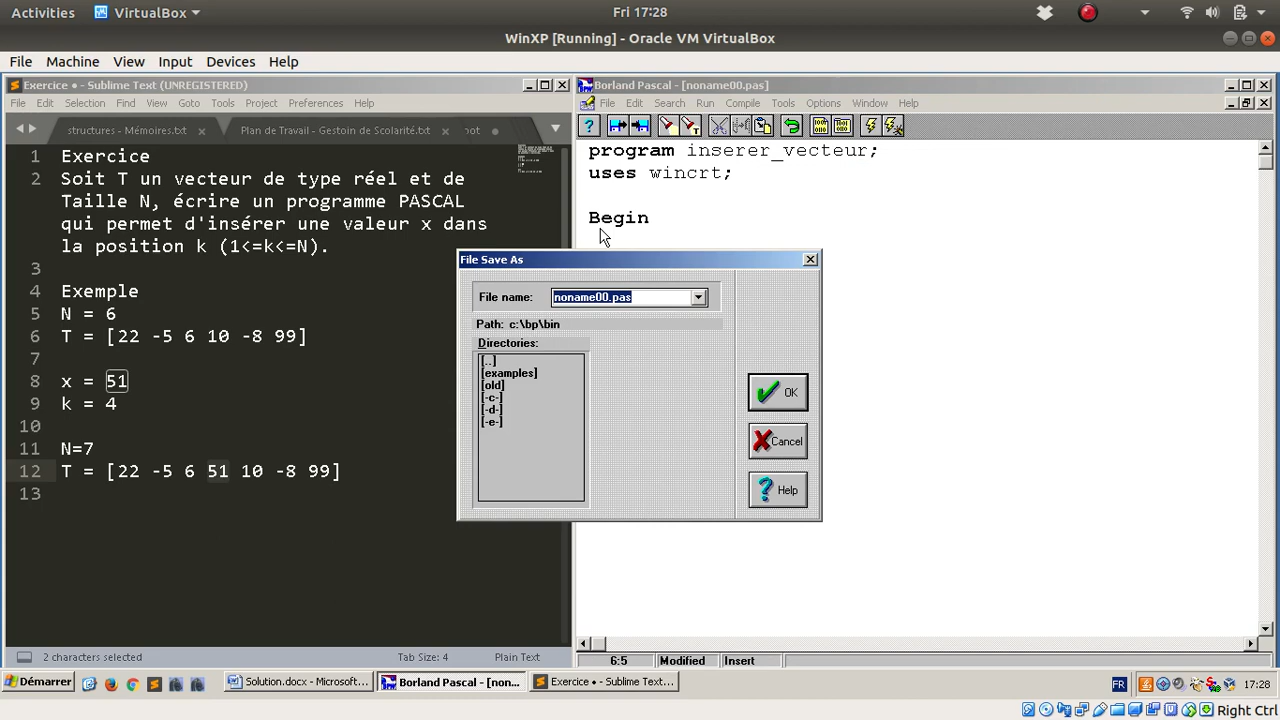 Activities VirtualBox Fri 17:28
WinXP [Running] - Oracle VM VirtualBox
File Machine View Input Devices Help
Exercice • - Sublime Text (UNREGISTERED)
File Edit Selection Find View Goto Tools Project Preferences Help
structures - Mémoires.txt Plan de Travail - Gestoin de Scolarité.txt oot
1 Exercice
2 Soit T un vecteur de type réel et de
Taille N, écrire un programme PASCAL
qui permet d'insérer une valeur x dans
la position k (1<=k<=N).
3
4 Exemple
5 N = 6
6 T = [22 -5 6 10 -8 99]
7
8 x = 51
9 k = 4
10
11 N=7
12 T = [22 -5 6 51 10 -8 99]
13
2 characters selected Tab Size: 4 Plain Text
Borland Pascal - [noname00.pas]
File Edit Search Run Compile Tools Options Window Help
program inserer_vecteur;
uses wincrt;
Begin
File Save As
File name: noname00.pas
Path: c:\bp\bin
Directories:
[..]
[examples]
[old]
[-c-]
[-d-]
[-e-]
OK
Cancel
? Help
6:5 Modified Insert
Démarrer Solution.docx - Microsoft... Borland Pascal - [non... Exercice • - Sublime Text... FR 17:28
Right Ctrl